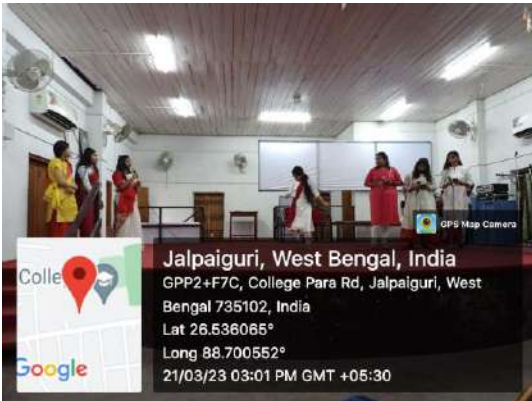 GPS Map Camera
Colle
Google
Jalpaiguri, West Bengal, India
GPP2+F7C, College Para Rd, Jalpaiguri, West
Bengal 735102, India
Lat 26.536065°
Long 88.700552°
21/03/23 03:01 PM GMT +05:30